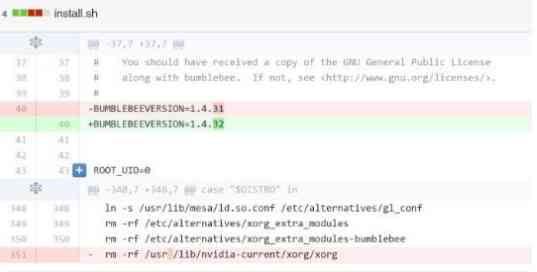 4 install.sh
@@ -37,7 +37,7 @@
37 37 # You should have received a copy of the GNU General Public License
38 38 # along with bumblebee. If not, see <http://www.gnu.org/licenses/>.
39 39 #
40 -BUMBLEBEEVERSION=1.4.31
40 +BUMBLEBEEVERSION=1.4.32
41 41
42 42
43 43 ROOT_UID=0
@@ -348,7 +348,7 @@ case "$DISTRO" in
348 348 ln -s /usr/lib/mesa/ld.so.conf /etc/alternatives/gl_conf
349 349 rm -rf /etc/alternatives/xorg_extra_modules
350 350 rm -rf /etc/alternatives/xorg_extra_modules-bumblebee
351 - rm -rf /usr /lib/nvidia-current/xorg/xorg